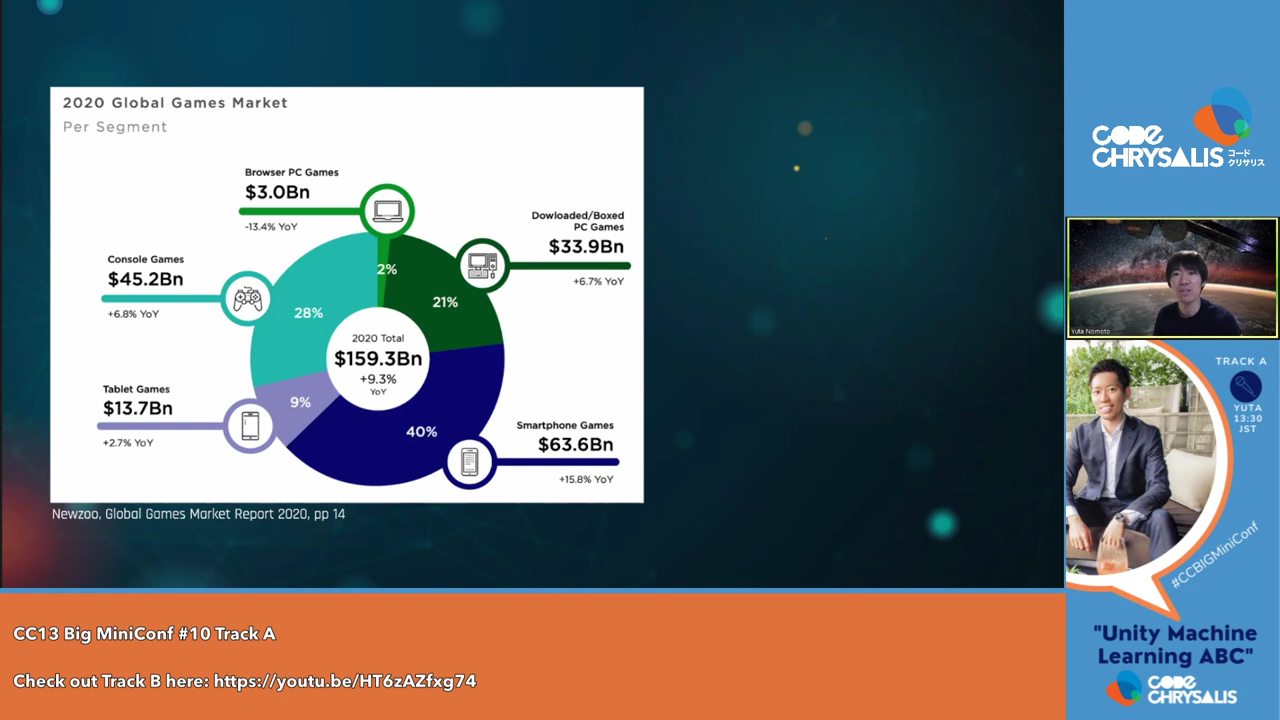 2020 Global Games Market
Per Segment
Browser PC Games
$3.0Bn
-13.4% YoY
Dowloaded/Boxed
PC Games
$33.9Bn
+6.7% YoY
Console Games
$45.2Bn
+6.8% YoY
2%
21%
28%
2020 Total
$159.3Bn
+9.3%
YoY
Tablet Games
$13.7Bn
+2.7% YoY
9%
40%
Smartphone Games
$63.6Bn
+15.8% YoY
Newzoo, Global Games Market Report 2020, pp 14
CODE
CHRYSALIS
コード
クリサリス
Yuta Nomoto
TRACK A
YUTA
13:30
JST
#CCBIGMiniConf
"Unity Machine
Learning ABC"
CODE
CHRYSALIS
CC13 Big MiniConf #10 Track A
Check out Track B here: https://youtu.be/HT6zAZfxg74